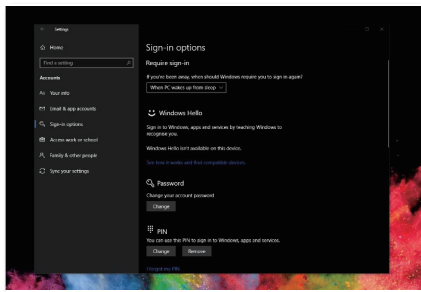 Settings
Home
Find a setting
Accounts
Your info
Email & app accounts
Sign-in options
Access work or school
Family & other people
Sync your settings
Sign-in options
Require sign-in
If you've been away, when should Windows require you to sign in again?
When PC wakes up from sleep
Windows Hello
Sign in to Windows, apps and services by teaching Windows to
recognise you.
Windows Hello isn't available on this device.
See how it works and find compatible devices.
Password
Change your account password
Change
PIN
You can use this PIN to sign in to Windows, apps and services.
Change Remove
I forgot my PIN